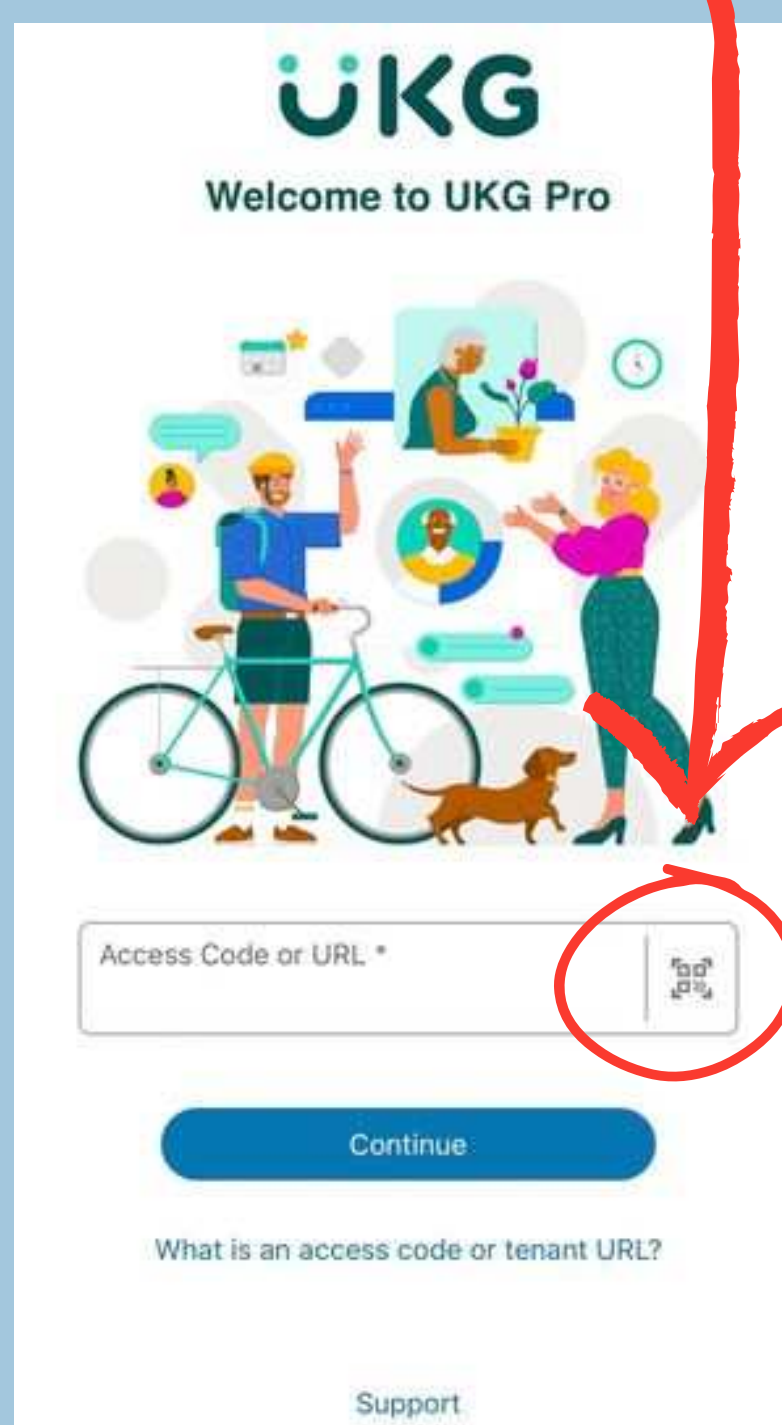 UKG
Welcome to UKG Pro
Access Code or URL *
Continue
What is an access code or tenant URL?
Support